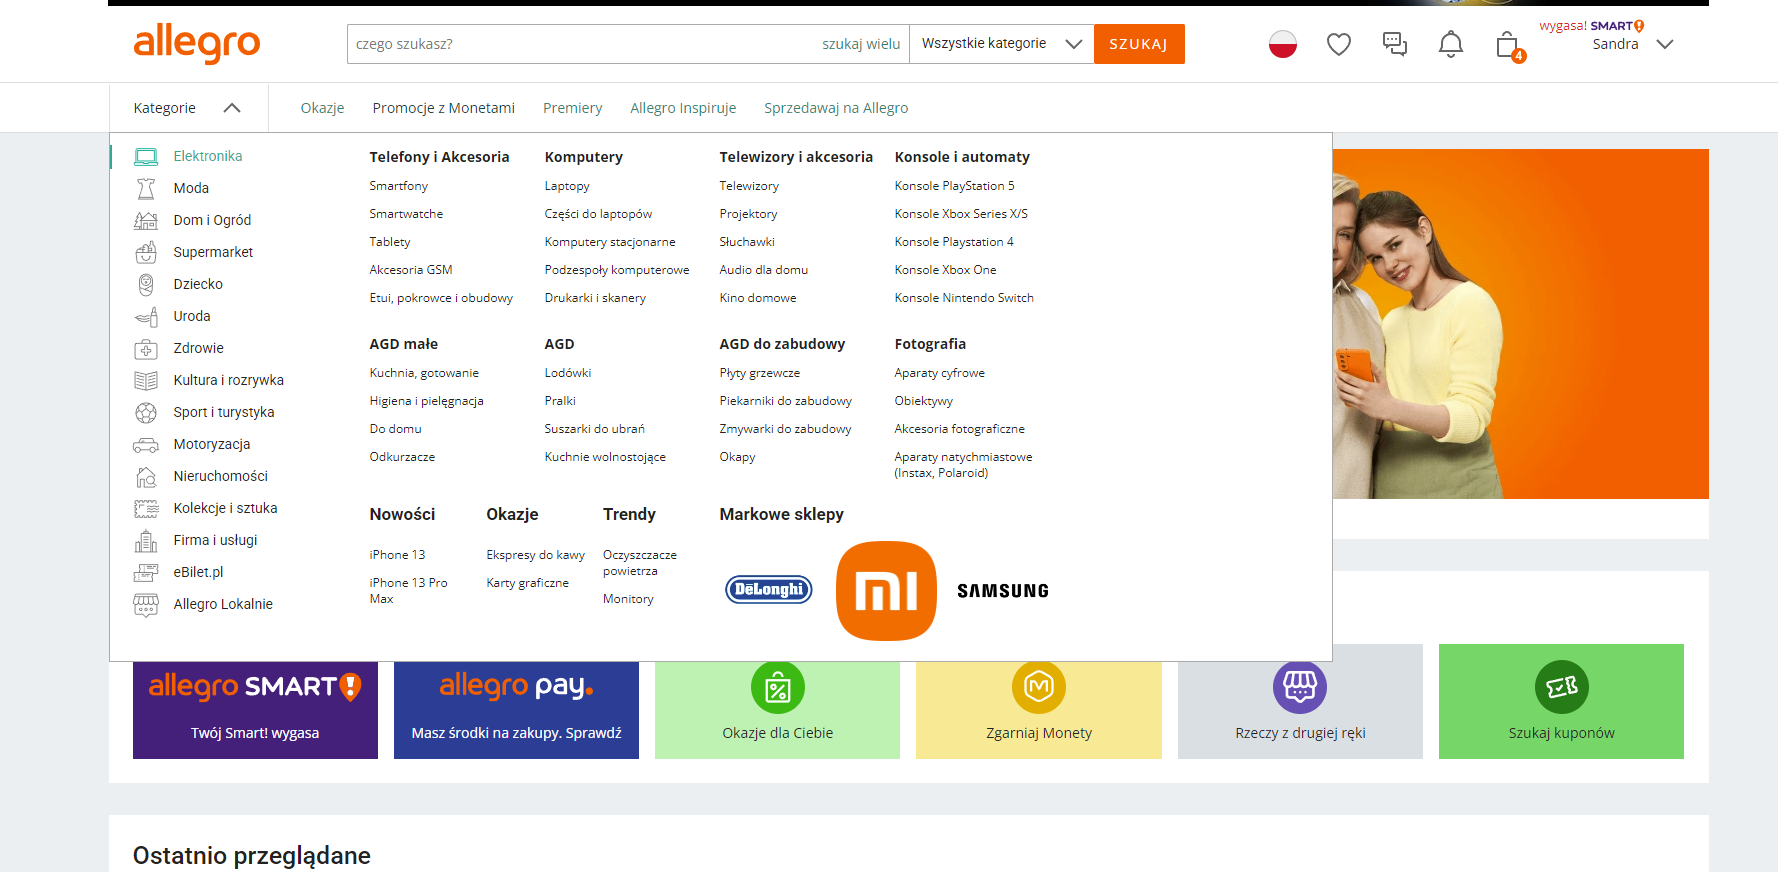 allegro
czego szukasz?
szukaj wielu
Wszystkie kategorie
SZUKAJ
4
wygasa! SMART!
Sandra
Kategorie
Okazje
Promocje z Monetami
Premiery
Allegro Inspiruje
Sprzedawaj na Allegro
Elektronika
Moda
Dom i Ogród
Supermarket
Dziecko
Uroda
Zdrowie
Kultura i rozrywka
Sport i turystyka
Motoryzacja
Nieruchomości
Kolekcje i sztuka
Firma i usługi
eBilet.pl
Allegro Lokalnie
Telefony i Akcesoria
Smartfony
Smartwatche
Tablety
Akcesoria GSM
Etui, pokrowce i obudowy
Komputery
Laptopy
Części do laptopów
Komputery stacjonarne
Podzespoły komputerowe
Drukarki i skanery
Telewizory i akcesoria
Telewizory
Projektory
Słuchawki
Audio dla domu
Kino domowe
Konsole i automaty
Konsole PlayStation 5
Konsole Xbox Series X/S
Konsole Playstation 4
Konsole Xbox One
Konsole Nintendo Switch
AGD małe
Kuchnia, gotowanie
Higiena i pielęgnacja
Do domu
Odkurzacze
AGD
Lodówki
Pralki
Suszarki do ubrań
Kuchnie wolnostojące
AGD do zabudowy
Płyty grzewcze
Piekarniki do zabudowy
Zmywarki do zabudowy
Okapy
Fotografia
Aparaty cyfrowe
Obiektywy
Akcesoria fotograficzne
Aparaty natychmiastowe
(Instax, Polaroid)
Nowości
iPhone 13
iPhone 13 Pro
Max
Okazje
Ekspresy do kawy
Karty graficzne
Trendy
Oczyszczacze
powietrza
Monitory
Markowe sklepy
DēLonghi
mi
SAMSUNG
allegro SMART!
Twój Smart! wygasa
allegro pay.
Masz środki na zakupy. Sprawdź
Okazje dla Ciebie
Zgarniaj Monety
Rzeczy z drugiej ręki
Szukaj kuponów
Ostatnio przeglądane